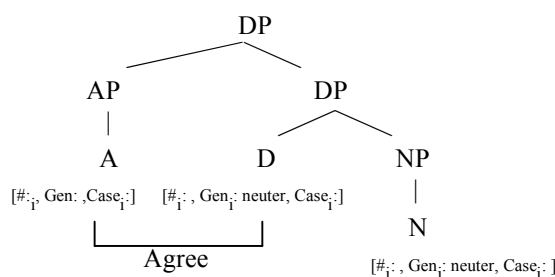 DP
AP DP
A D NP
[#:i, Gen: ,Casei:] [#i: , Geni: neuter, Casei:]
N
Agree
[#i: , Geni: neuter, Casei: ]